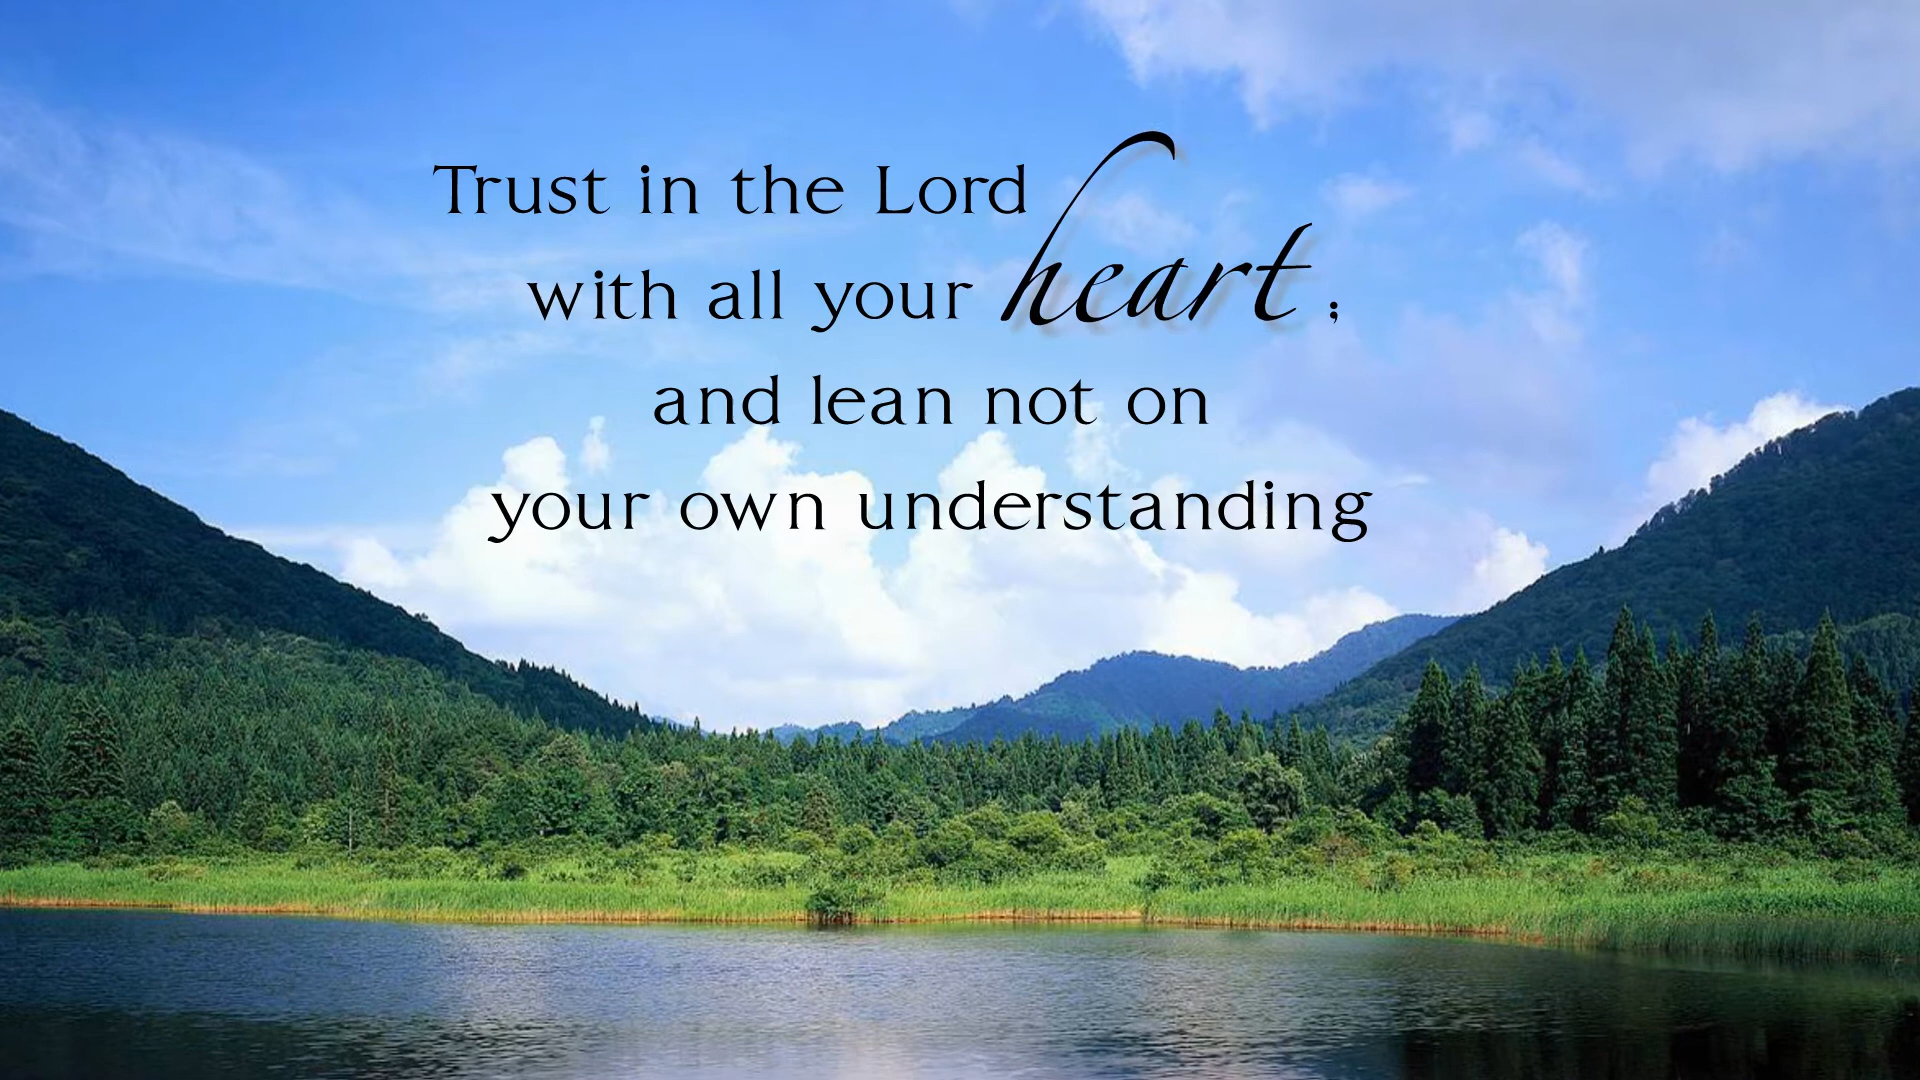 Trust in the Lord
with all your heart ;
and lean not on
your own understanding